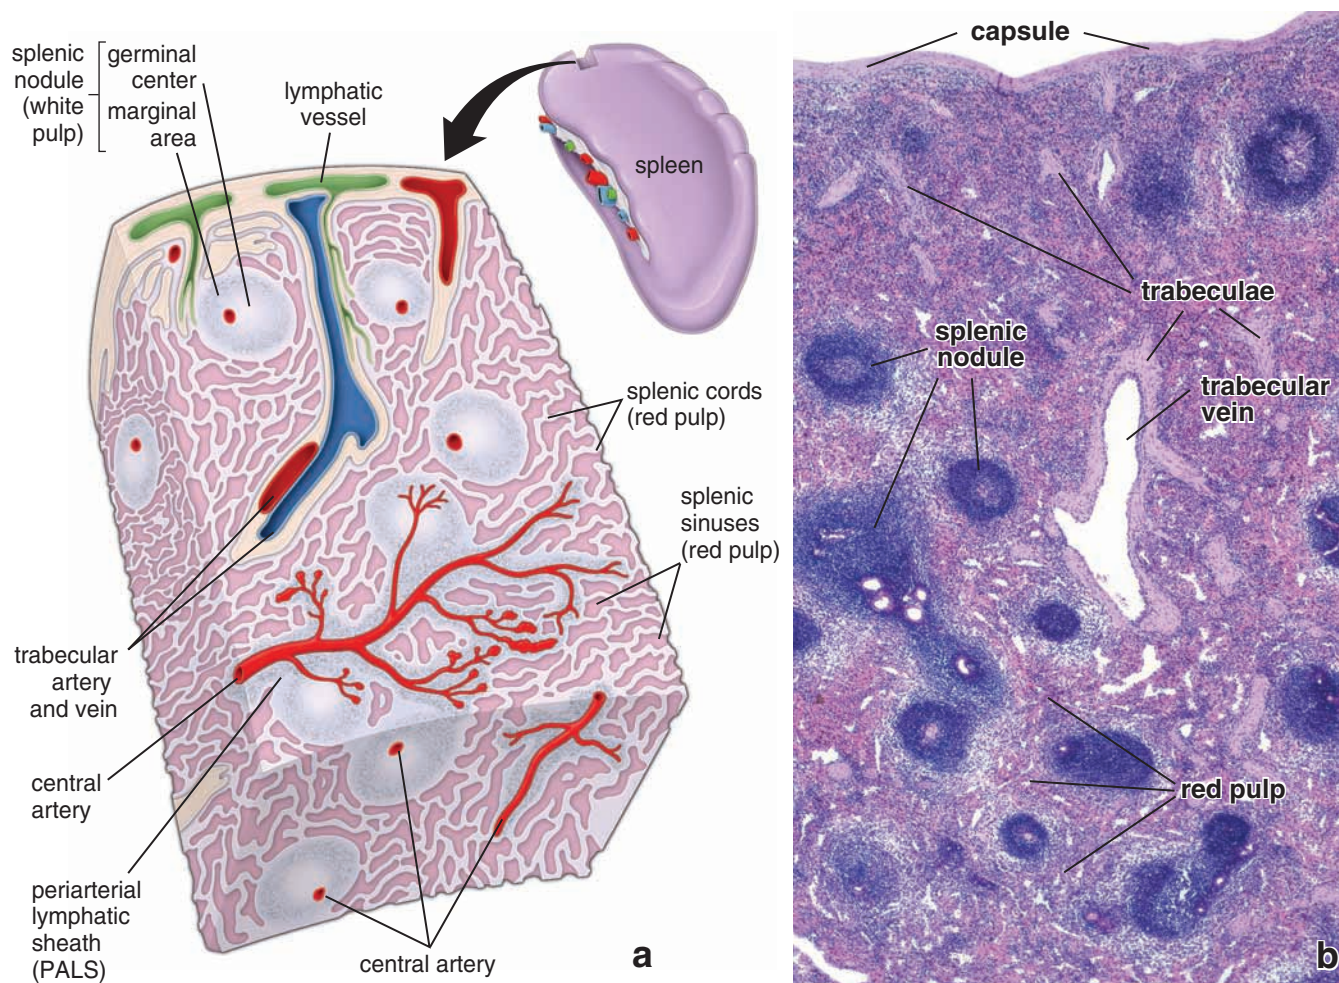 splenic
nodule
(white
pulp)
germinal
center
marginal
area
lymphatic
vessel
spleen
splenic cords
(red pulp)
splenic
sinuses
(red pulp)
trabecular
artery
and vein
central
artery
periarterial
lymphatic
sheath
(PALS)
central artery
a
capsule
trabeculae
splenic
nodule
trabecular
vein
red pulp
b